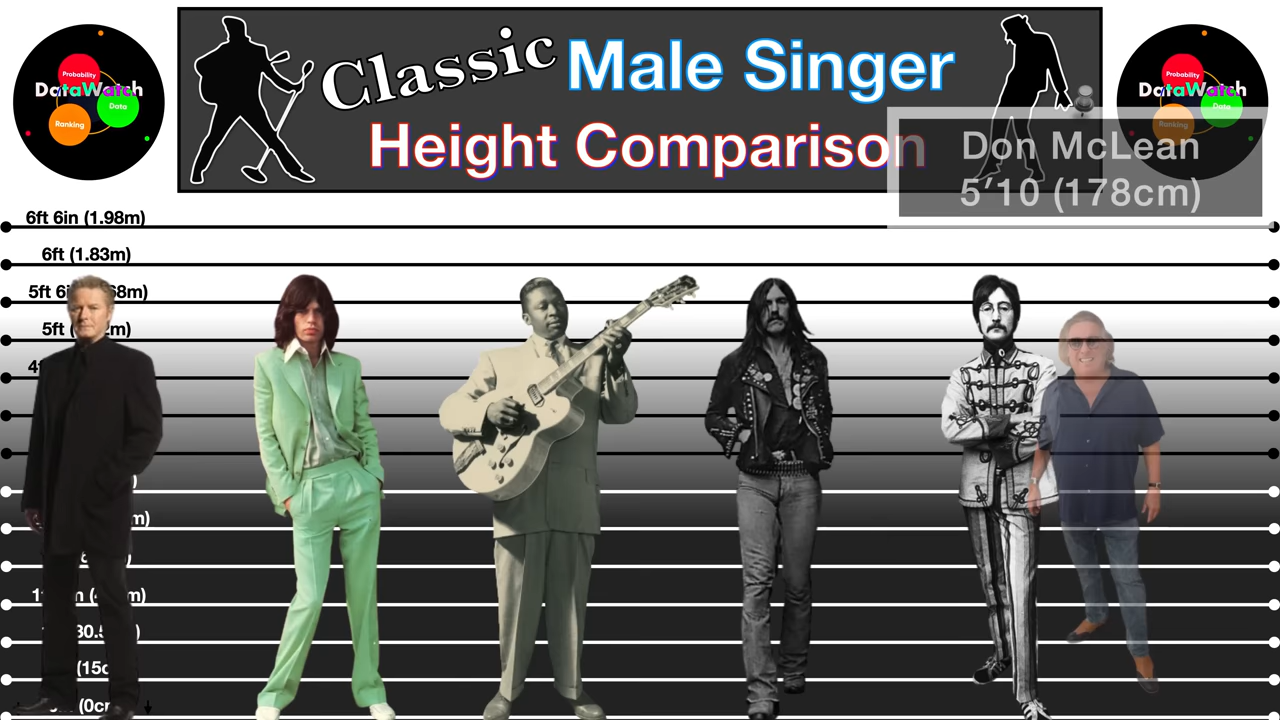 Classic Male Singer
Height Comparison
Probability
DataWatch
Data
Ranking
Probability
DataWatch
Data
Ranking
Don McLean
5’10 (178cm)
6ft 6in (1.98m)
6ft (1.83m)